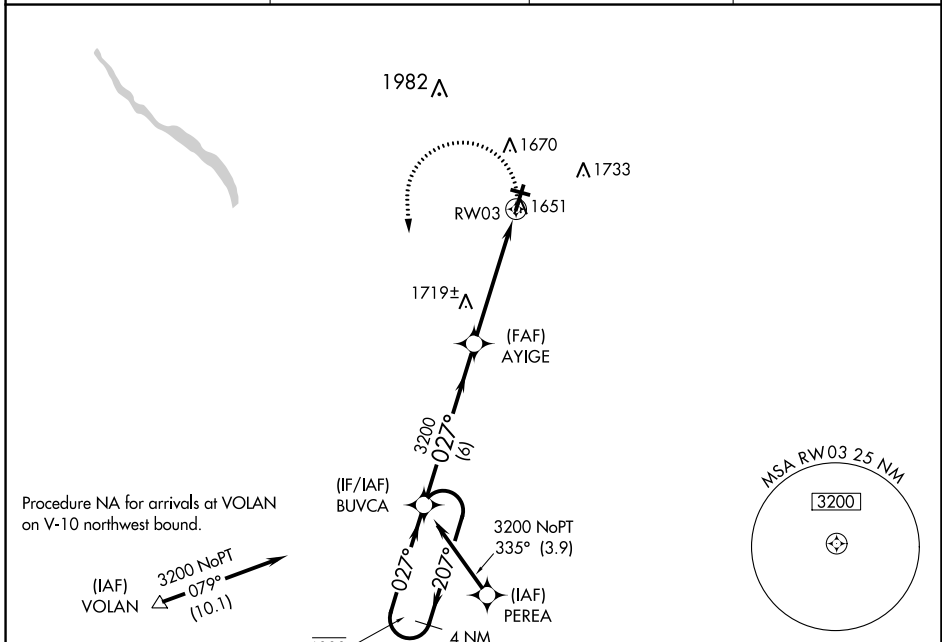 1982
1670
1733
RW03
1651
1719±
(FAF)
AYIGE
3200
027°
(6)
(IF/IAF)
BUVCA
MSA RW03 25 NM
3200
Procedure NA for arrivals at VOLAN
on V-10 northwest bound.
3200 NoPT
335° (3.9)
3200 NoPT
079°
(10.1)
(IAF)
VOLAN
027°
207°
(IAF)
PEREA
4 NM